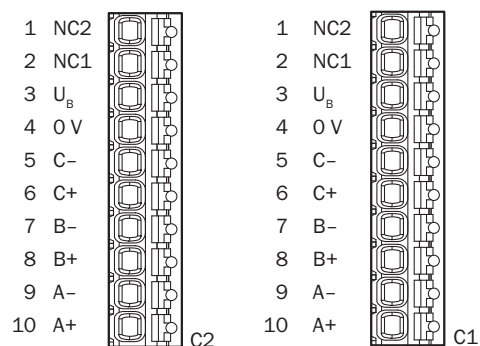 1 NC2
2 NC1
3 U_B
4 0 V
5 C–
6 C+
7 B–
8 B+
9 A–
10 A+
C2
1 NC2
2 NC1
3 U_B
4 0 V
5 C–
6 C+
7 B–
8 B+
9 A–
10 A+
C1